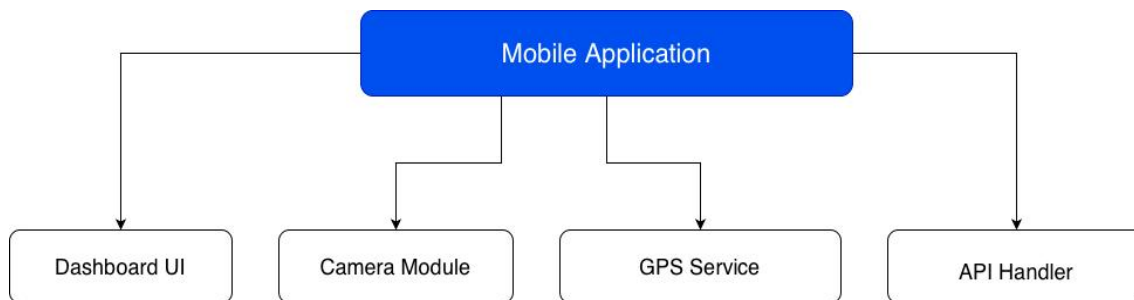 Mobile Application
Dashboard UI
Camera Module
GPS Service
API Handler